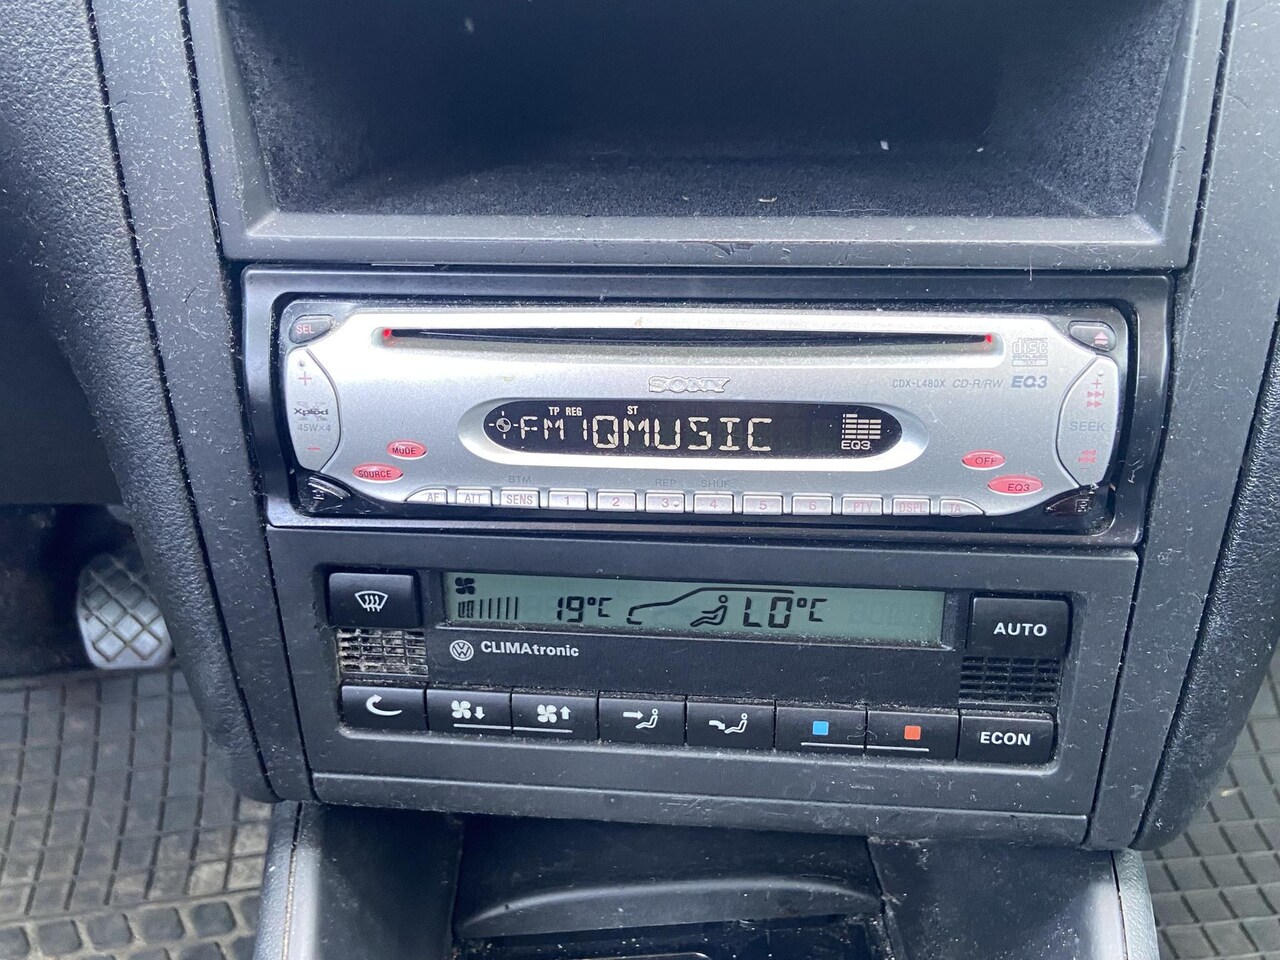 SEL
disc
SONY
CDX-L480X CD-R/RW EQ3
Xplod
45W×4
TP REG ST
FM1QMUSIC
EQ3
SEEK
MODE
OFF
SOURCE
EQ3
BTM REP SHUF
AF ATT SENS 1 2 3 4 5 6 PTY DSPL TA
19°C LO°C
AUTO
CLIMAtronic
ECON